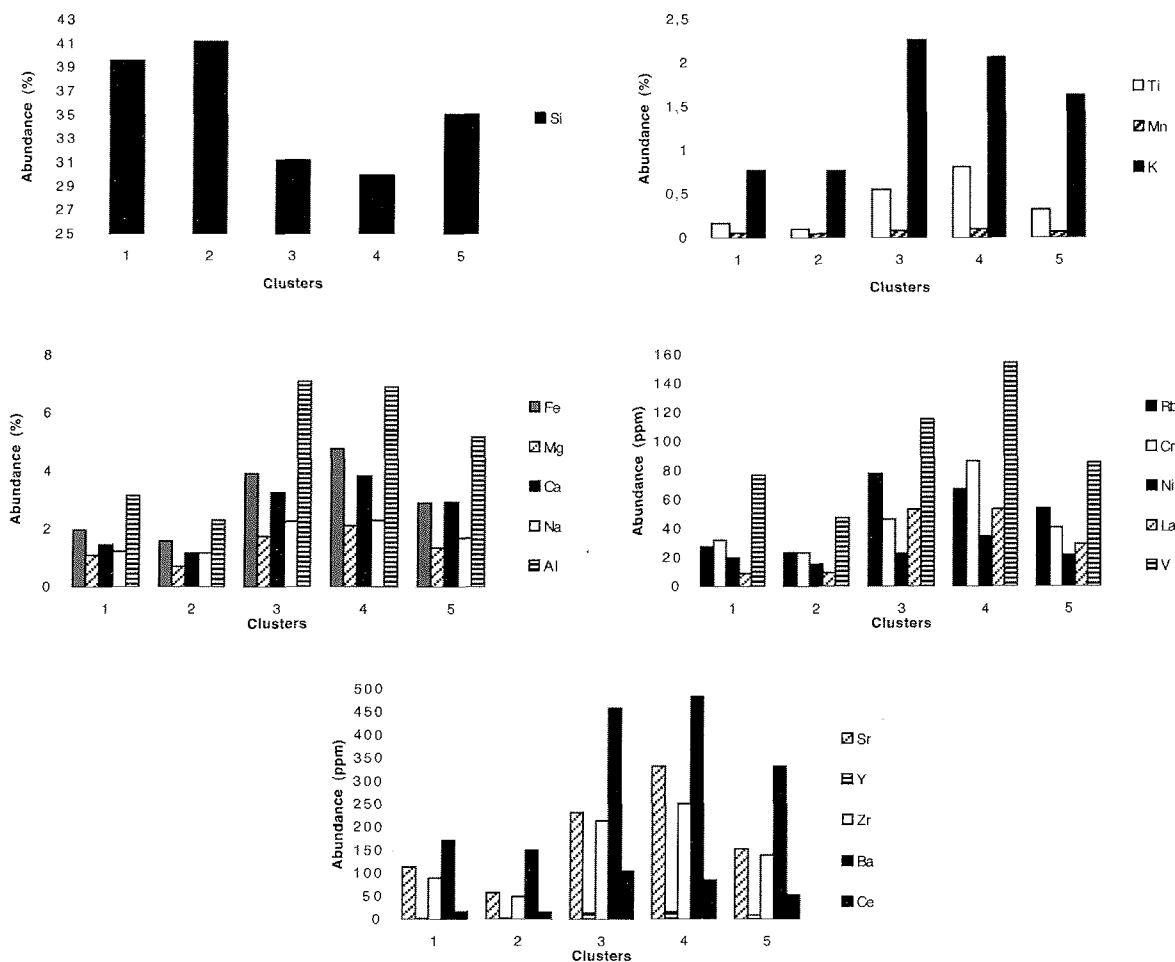 43
41
39
37
35
33
31
29
27
25
Abundance (%)
1 2 3 4 5
Clusters
Si
2,5
2
1,5
1
0,5
0
Abundance (%)
1 2 3 4 5
Clusters
Ti
Mn
K
8
6
4
2
0
Abundance (%)
1 2 3 4 5
Clusters
Fe
Mg
Ca
Na
Al
160
140
120
100
80
60
40
20
0
Abundance (ppm)
1 2 3 4 5
Clusters
Rb
Cr
Ni
La
V
500
450
400
350
300
250
200
150
100
50
0
Abundance (ppm)
1 2 3 4 5
Clusters
Sr
Y
Zr
Ba
Ce